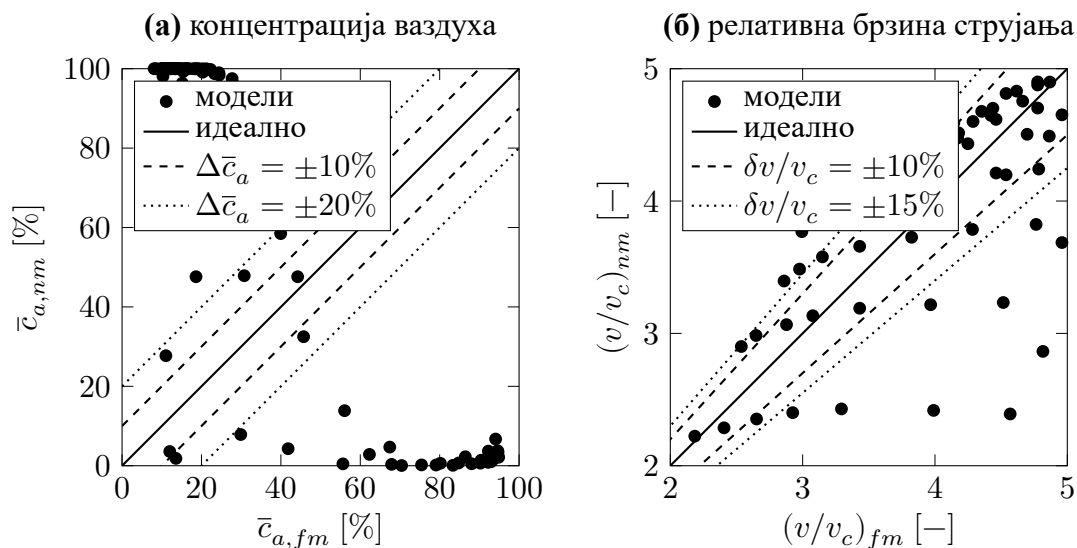 (а) концентрација ваздуха
100
80
60
40
20
0
0 20 40 60 80 100
c̅_{a,nm} [%]
c̅_{a,fm} [%]
модели
идеално
Δc̅_a = ±10%
Δc̅_a = ±20%
(б) релативна брзина струјања
5
4
3
2
2 3 4 5
(v/v_c)_{nm} [−]
(v/v_c)_{fm} [−]
модели
идеално
δv/v_c = ±10%
δv/v_c = ±15%